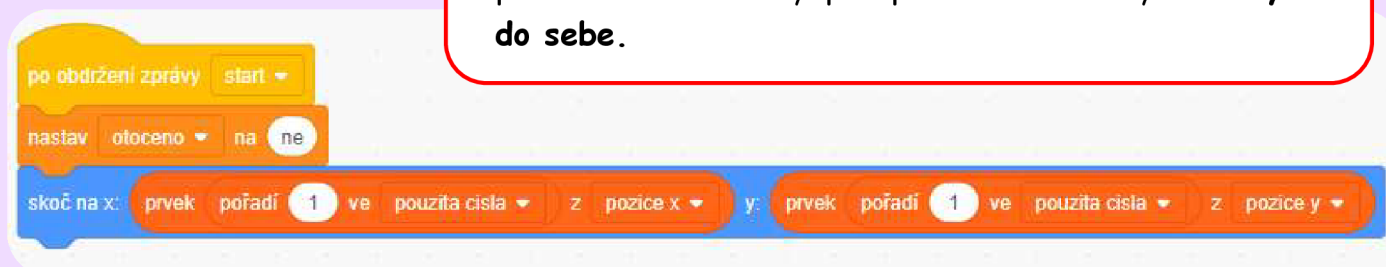 do sebe.
po obdržení zprávy start
nastav otoceno na ne
skoč na x: prvek pořadí 1 ve pouzita cisla z pozice x y: prvek pořadí 1 ve pouzita cisla z pozice y